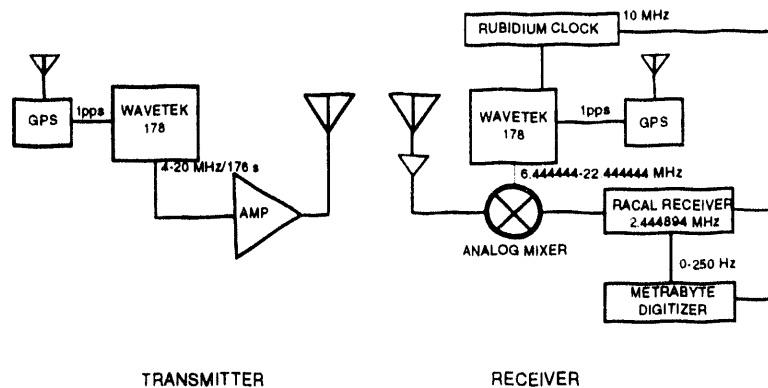 GPS
1pps
WAVETEK
178
4-20 MHz/176 s
AMP
TRANSMITTER
RUBIDIUM CLOCK
10 MHz
WAVETEK
178
1pps
GPS
6.444444-22 444444 MHz
ANALOG MIXER
RACAL RECEIVER
2.444894 MHz
0-250 Hz
METRABYTE
DIGITIZER
RECEIVER